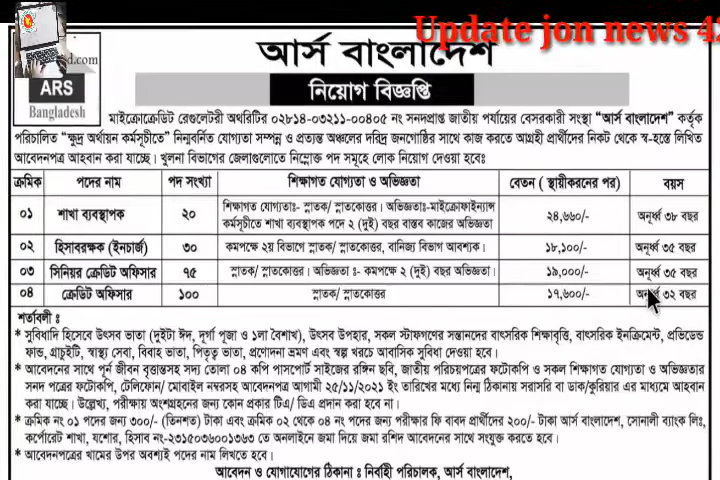 Update jon news 42
d.com
আর্স বাংলাদেশ
ARS
Bangladesh
নিয়োগ বিজ্ঞপ্তি
মাইক্রোক্রেডিট রেগুলেটরী অথরিটির ০২৮১৪-০৩২১১-০০৪০৫ নং সনদপ্রাপ্ত জাতীয় পর্যায়ের বেসরকারী সংস্থা “আর্স বাংলাদেশ” কর্তৃক
পরিচালিত “ক্ষুদ্র অর্থায়ন কর্মসূচীতে” নিম্নবর্নিত যোগ্যতা সম্পন্ন ও প্রত্যন্ত অঞ্চলের দরিদ্র জনগোষ্ঠির সাথে কাজ করতে আগ্রহী প্রার্থীদের নিকট থেকে স্ব-হস্তে লিখিত
আবেদনপত্র আহবান করা যাচ্ছে। খুলনা বিভাগের জেলাগুলোতে নিম্নোক্ত পদ সমূহে লোক নিয়োগ দেওয়া হবেঃ
ক্রমিক পদের নাম পদ সংখ্যা শিক্ষাগত যোগ্যতা ও অভিজ্ঞতা বেতন (স্থায়ীকরনের পর) বয়স
০১ শাখা ব্যবস্থাপক ২০ শিক্ষাগত যোগ্যতাঃ- স্নাতক/ স্নাতকোত্তর। অভিজ্ঞতাঃ-মাইক্রোফাইন্যান্স ২৪,৬৬০/- অনূর্ধ্ব ৩৮ বছর
কর্মসূচীতে শাখা ব্যবস্থাপক পদে ২ (দুই) বছর বাস্তব কাজের অভিজ্ঞতা
০২ হিসাবরক্ষক (ইনচার্জ) ৩০ কমপক্ষে ২য় বিভাগে স্নাতক/ স্নাতকোত্তর, বানিজ্য বিভাগ আবশ্যক। ১৮,১০০/- অনূর্ধ্ব ৩৫ বছর
০৩ সিনিয়র ক্রেডিট অফিসার ৭৫ স্নাতক/ স্নাতকোত্তর। অভিজ্ঞতা ঃ- কমপক্ষে ২ (দুই) বছর অভিজ্ঞতা। ১৯,০০০/- অনূর্ধ্ব ৩৫ বছর
০৪ ক্রেডিট অফিসার ১০০ স্নাতক/ স্নাতকোত্তর ১৭,৬০০/- অনূর্ধ্ব ৩২ বছর
শর্তাবলী ঃ
* সুবিধাদি হিসেবে উৎসব ভাতা (দুইটা ঈদ, দূর্গা পূজা ও ১লা বৈশাখ), উৎসব উপহার, সকল স্টাফগণের সন্তানদের বাৎসরিক শিক্ষাবৃত্তি, বাৎসরিক ইনক্রিমেন্ট, প্রভিডেন্ড
ফান্ড, গ্রাচুইটি, স্বাস্থ্য সেবা, বিবাহ ভাতা, পিতৃত্ব ভাতা, প্রণোদনা ভ্রমণ এবং স্বল্প খরচে আবাসিক সুবিধা দেওয়া হবে।
* আবেদনের সাথে পূর্ন জীবন বৃত্তান্তসহ সদ্য তোলা ০৪ কপি পাসপোর্ট সাইজের রঙ্গিন ছবি, জাতীয় পরিচয়পত্রের ফটোকপি ও সকল শিক্ষাগত যোগ্যতা ও অভিজ্ঞতার
সনদ পত্রের ফটোকপি, টেলিফোন/ মোবাইল নম্বরসহ আবেদনপত্র আগামী ২৫/১১/২০২১ ইং তারিখের মধ্যে নিম্ন ঠিকানায় সরাসরি বা ডাক/কুরিয়ার এর মাধ্যমে আহবান
করা যাচ্ছে। উল্লেখ্য, পরীক্ষায় অংশগ্রহনের জন্য কোন প্রকার টিএ/ ডিএ প্রদান করা হবে না।
* ক্রমিক নং ০১ পদের জন্য ৩০০/- (তিনশত) টাকা এবং ক্রমিক ০২ থেকে ০৪ নং পদের জন্য পরীক্ষার ফি বাবদ প্রার্থীদের ২০০/- টাকা আর্স বাংলাদেশ, সোনালী ব্যাংক লিঃ,
কর্পোরেট শাখা, যশোর, হিসাব নং-২৩১৫০৩৬০০১৩৬৩ তে অনলাইনে জমা দিয়ে জমা রশিদ আবেদনের সাথে সংযুক্ত করতে হবে।
* আবেদনপত্রের খামের উপর অবশ্যই পদের নাম লিখতে হবে।
আবেদন ও যোগাযোগের ঠিকানা ঃ নির্বাহী পরিচালক, আর্স বাংলাদেশ,